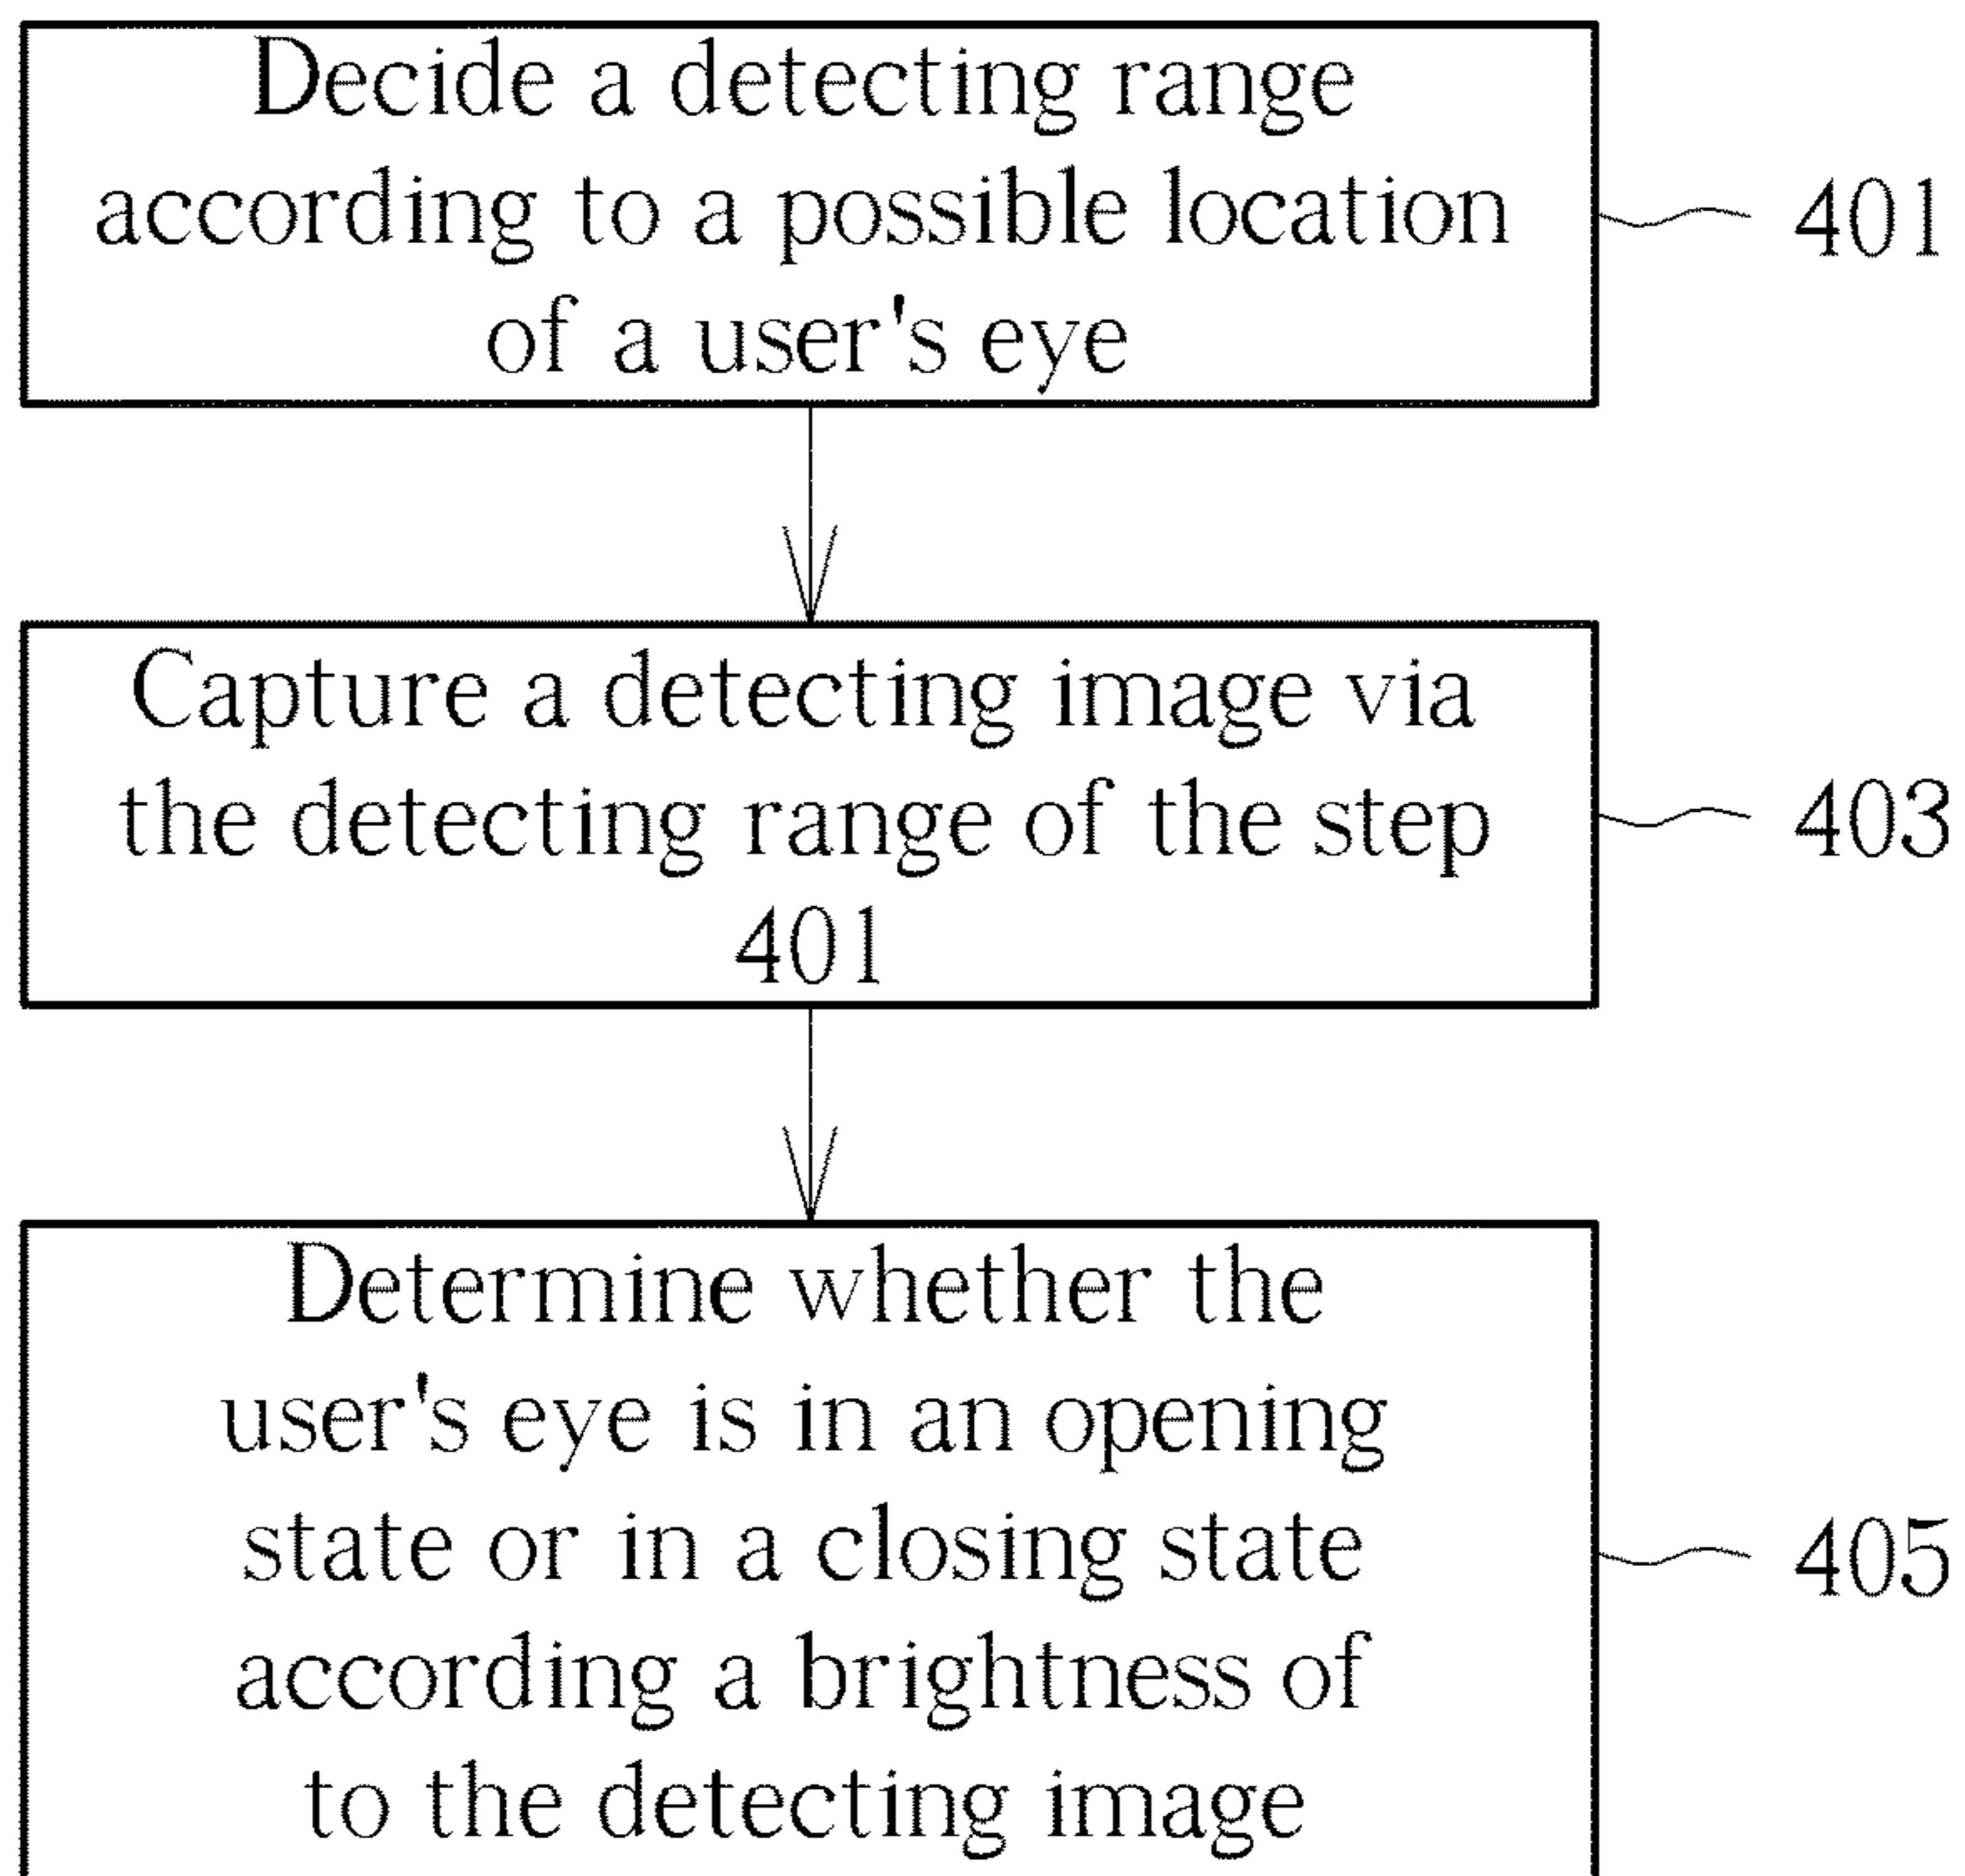 Decide a detecting range
according to a possible location
of a user's eye
401
Capture a detecting image via
the detecting range of the step
401
403
Determine whether the
user's eye is in an opening
state or in a closing state
according a brightness of
to the detecting image
405